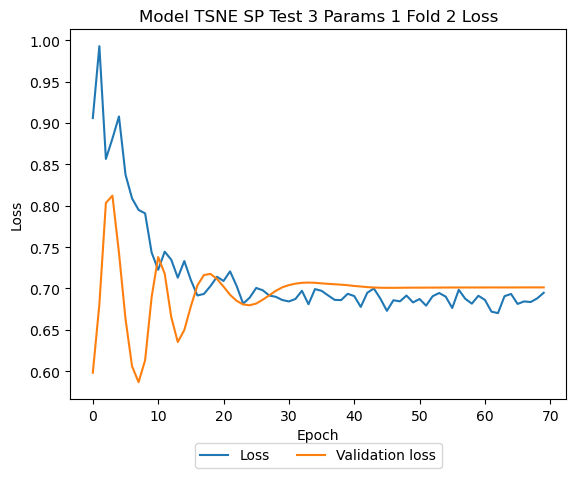 Model TSNE SP Test 3 Params 1 Fold 2 Loss
1.00
0.95
0.90
0.85
0.80
0.75
0.70
0.65
0.60
Loss
0 10 20 30 40 50 60 70
Epoch
Loss Validation loss